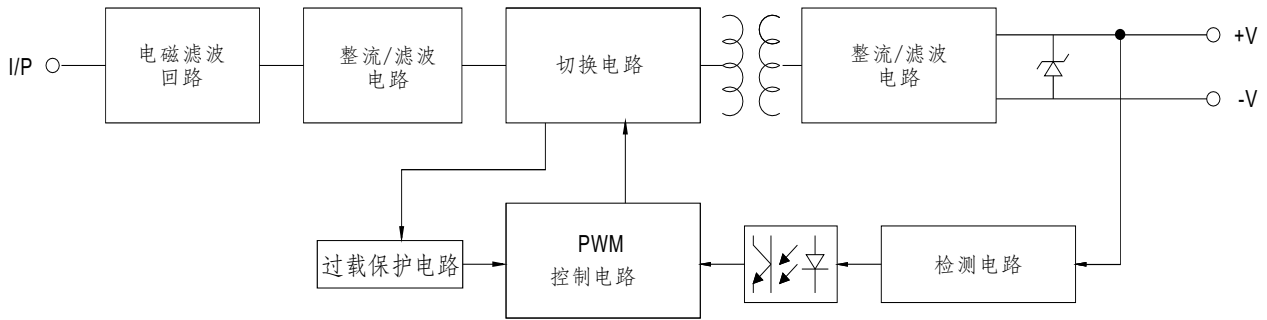 I/P
电磁滤波
回路
整流/滤波
电路
切换电路
整流/滤波
电路
+V
-V
过载保护电路
PWM
控制电路
检测电路